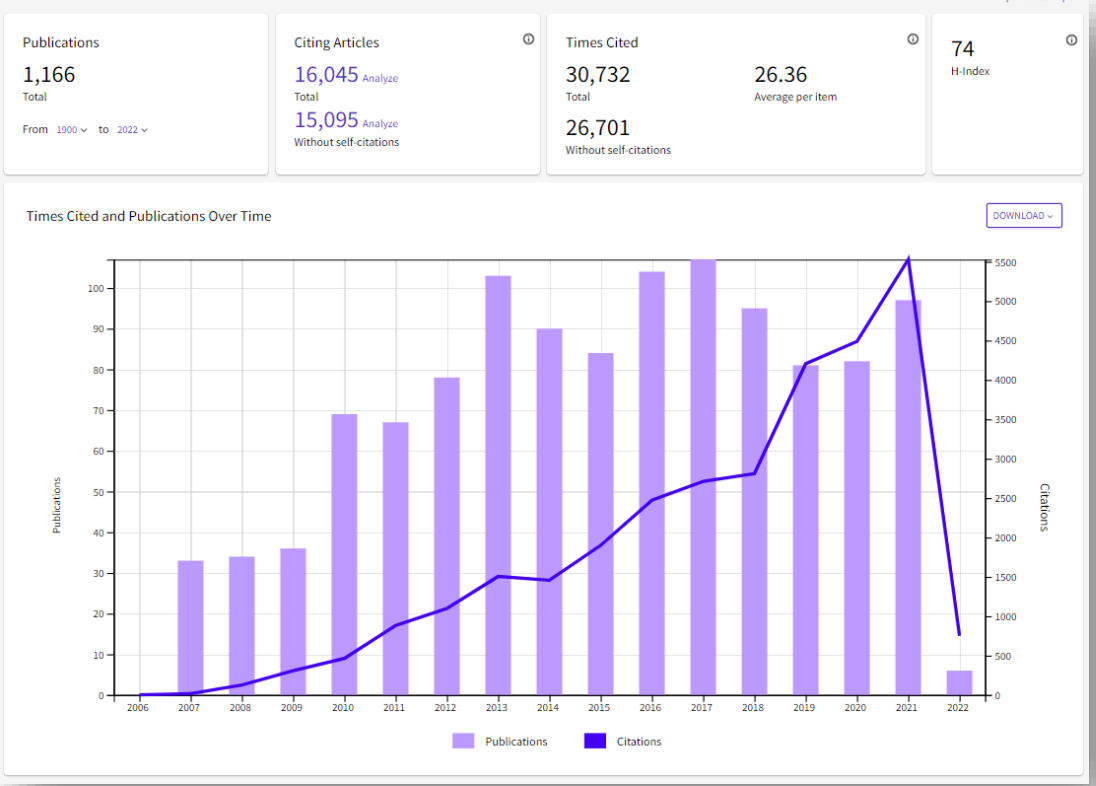 Publications
1,166
Total
From 1900 to 2022
Citing Articles
16,045 Analyze
Total
15,095 Analyze
Without self-citations
Times Cited
30,732
Total
26,701
Without self-citations
26.36
Average per item
74
H-Index
Times Cited and Publications Over Time
DOWNLOAD
100
90
80
70
60
50
40
30
20
10
0
Publications
5500
5000
4500
4000
3500
3000
2500
2000
1500
1000
500
0
Citations
2006 2007 2008 2009 2010 2011 2012 2013 2014 2015 2016 2017 2018 2019 2020 2021 2022
Publications Citations